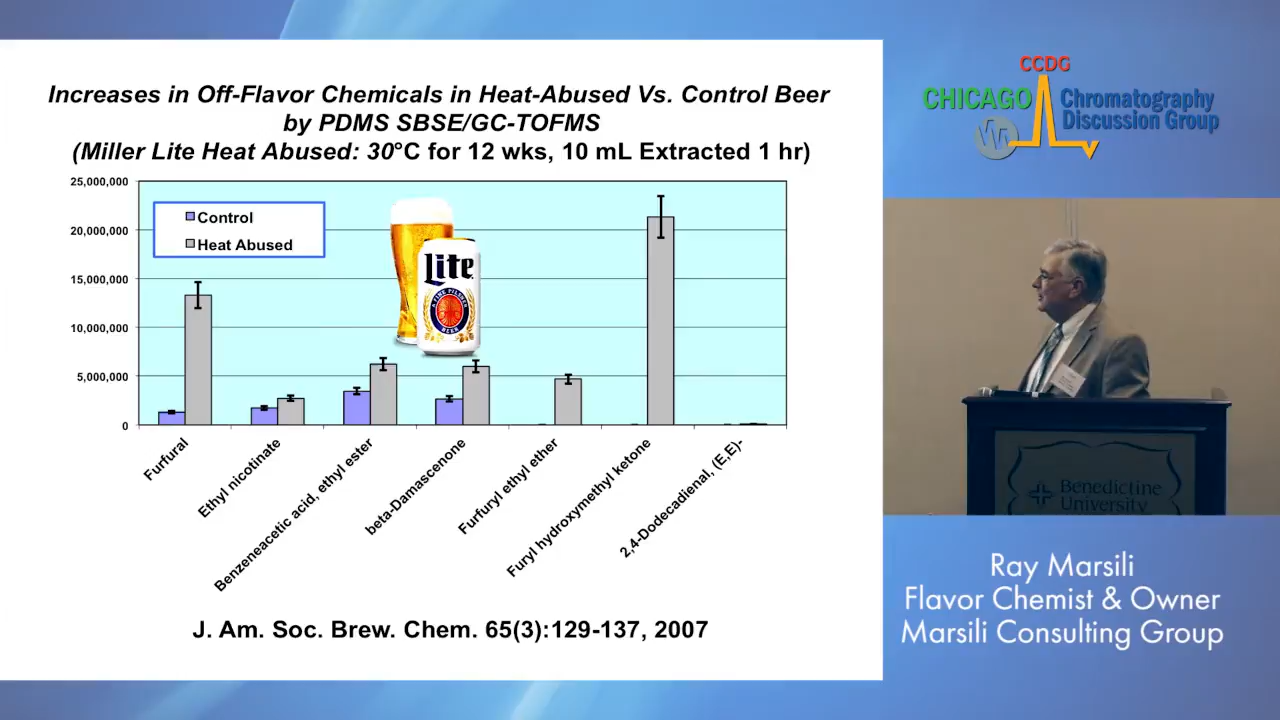 Increases in Off-Flavor Chemicals in Heat-Abused Vs. Control Beer
by PDMS SBSE/GC-TOFMS
(Miller Lite Heat Abused: 30°C for 12 wks, 10 mL Extracted 1 hr)
25,000,000
20,000,000
15,000,000
10,000,000
5,000,000
0
Control
Heat Abused
Lite
A FINE PILSNER
BEER
Furfural
Ethyl nicotinate
Benzeneacetic acid, ethyl ester
beta-Damascenone
Furfuryl ethyl ether
Furyl hydroxymethyl ketone
2,4-Dodecadienal, (E,E)-
J. Am. Soc. Brew. Chem. 65(3):129-137, 2007
CCDG
CHICAGO
Chromatography
Discussion Group
Benedictine
University
Ray Marsili
Flavor Chemist & Owner
Marsili Consulting Group